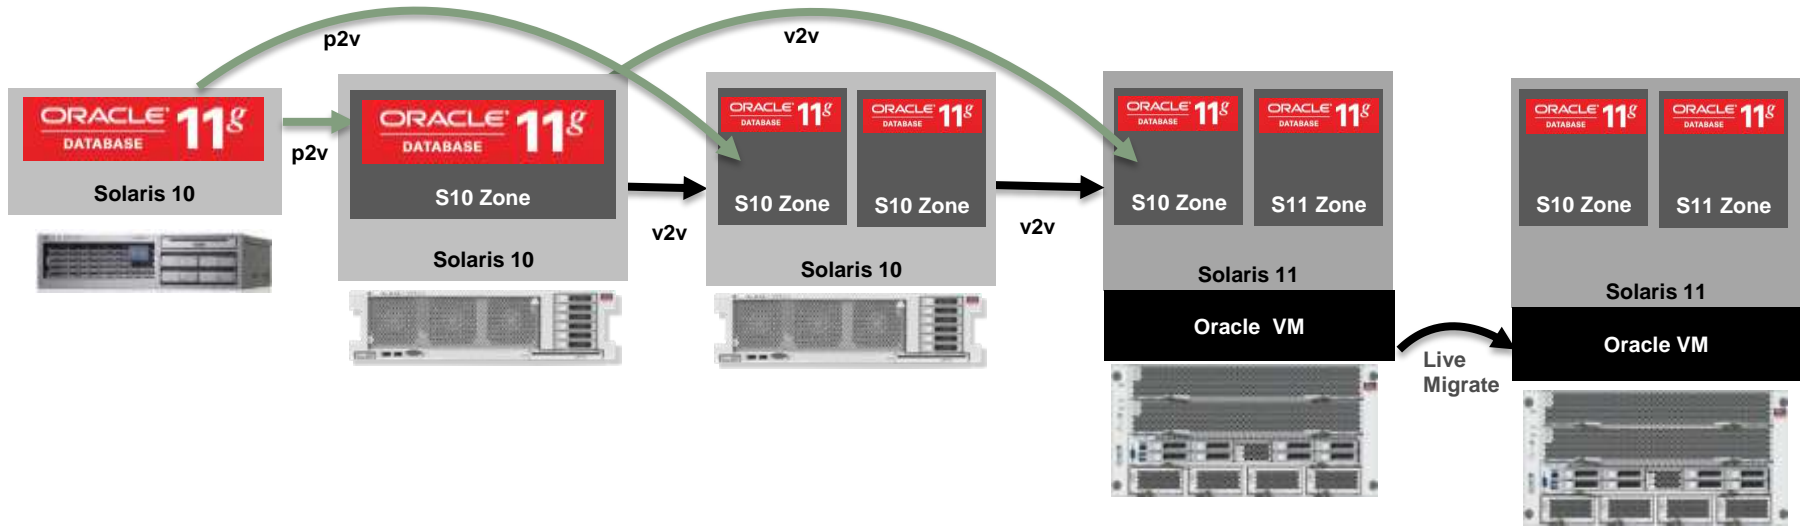 p2v
v2v
ORACLE 11g
DATABASE
Solaris 10
p2v
ORACLE 11g
DATABASE
S10 Zone
Solaris 10
v2v
ORACLE 11g
DATABASE
S10 Zone
ORACLE 11g
DATABASE
S10 Zone
Solaris 10
v2v
ORACLE 11g
DATABASE
S10 Zone
ORACLE 11g
DATABASE
S11 Zone
Solaris 11
Oracle VM
Live
Migrate
ORACLE 11g
DATABASE
S10 Zone
ORACLE 11g
DATABASE
S11 Zone
Solaris 11
Oracle VM